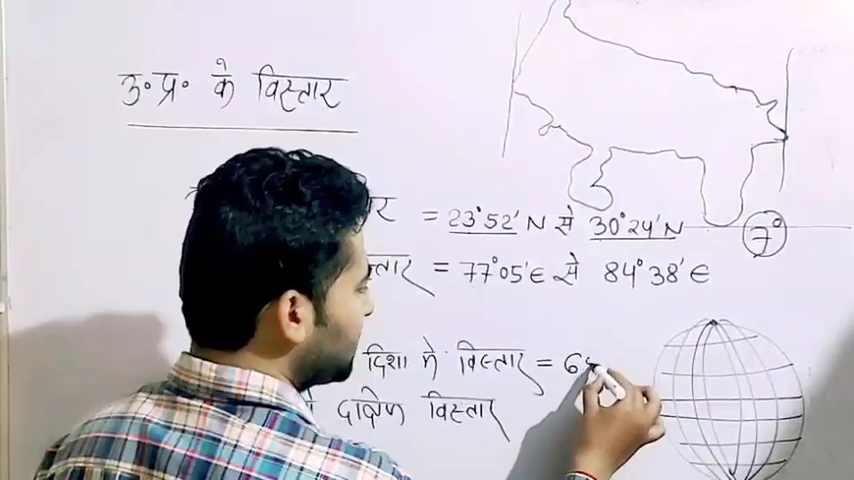 उ॰प्र॰ के विस्तार
= 23°52'N से 30°24'N
7°
= 77°05'E से 84°38'E
दिशा में विस्तार = 6
दक्षिण विस्तार